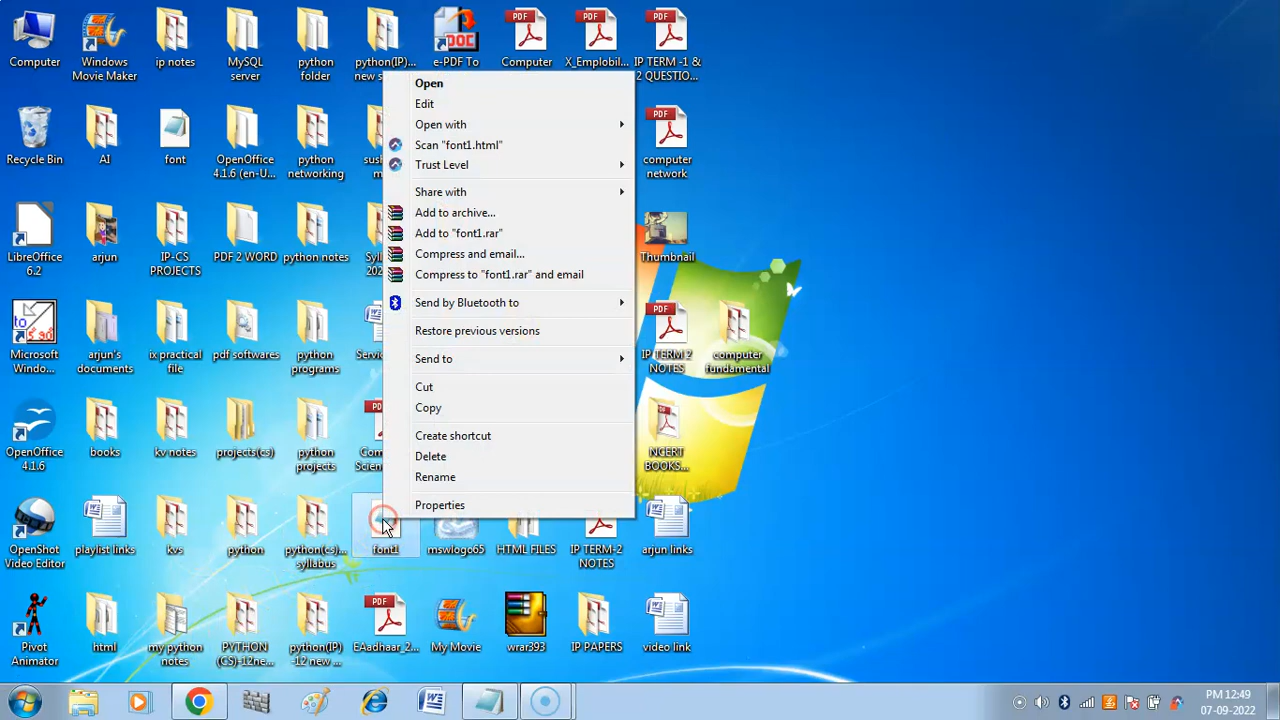 Computer
Windows
Movie Maker
ip notes
MySQL
server
python
folder
python(IP)...
e-PDF To
Computer
X_Emplobil...
IP TERM -1 &
2 QUESTIO...
Recycle Bin
AI
font
OpenOffice
4.1.6 (en-U...
python
networking
computer
network
LibreOffice
6.2
arjun
IP-CS
PROJECTS
PDF 2 WORD
python notes
Thumbnail
Microsoft
Windo...
arjun's
documents
ix practical
file
pdf softwares
python
programs
IP TERM 2
NOTES
computer
fundamental
OpenOffice
4.1.6
books
kv notes
projects(cs)
python
projects
NCERT
BOOKS...
OpenShot
Video Editor
playlist links
kvs
python
python(cs)...
syllabus
font1
mswlogo65
HTML FILES
IP TERM-2
NOTES
arjun links
Pivot
Animator
html
my python
notes
PYTHON
(CS)-12he...
python(IP)
-12 new ...
EAadhaar_2...
My Movie
wrar393
IP PAPERS
video link
Open
Edit
Open with
Scan "font1.html"
Trust Level
Share with
Add to archive...
Add to "font1.rar"
Compress and email...
Compress to "font1.rar" and email
Send by Bluetooth to
Restore previous versions
Send to
Cut
Copy
Create shortcut
Delete
Rename
Properties
PM 12:49
07-09-2022